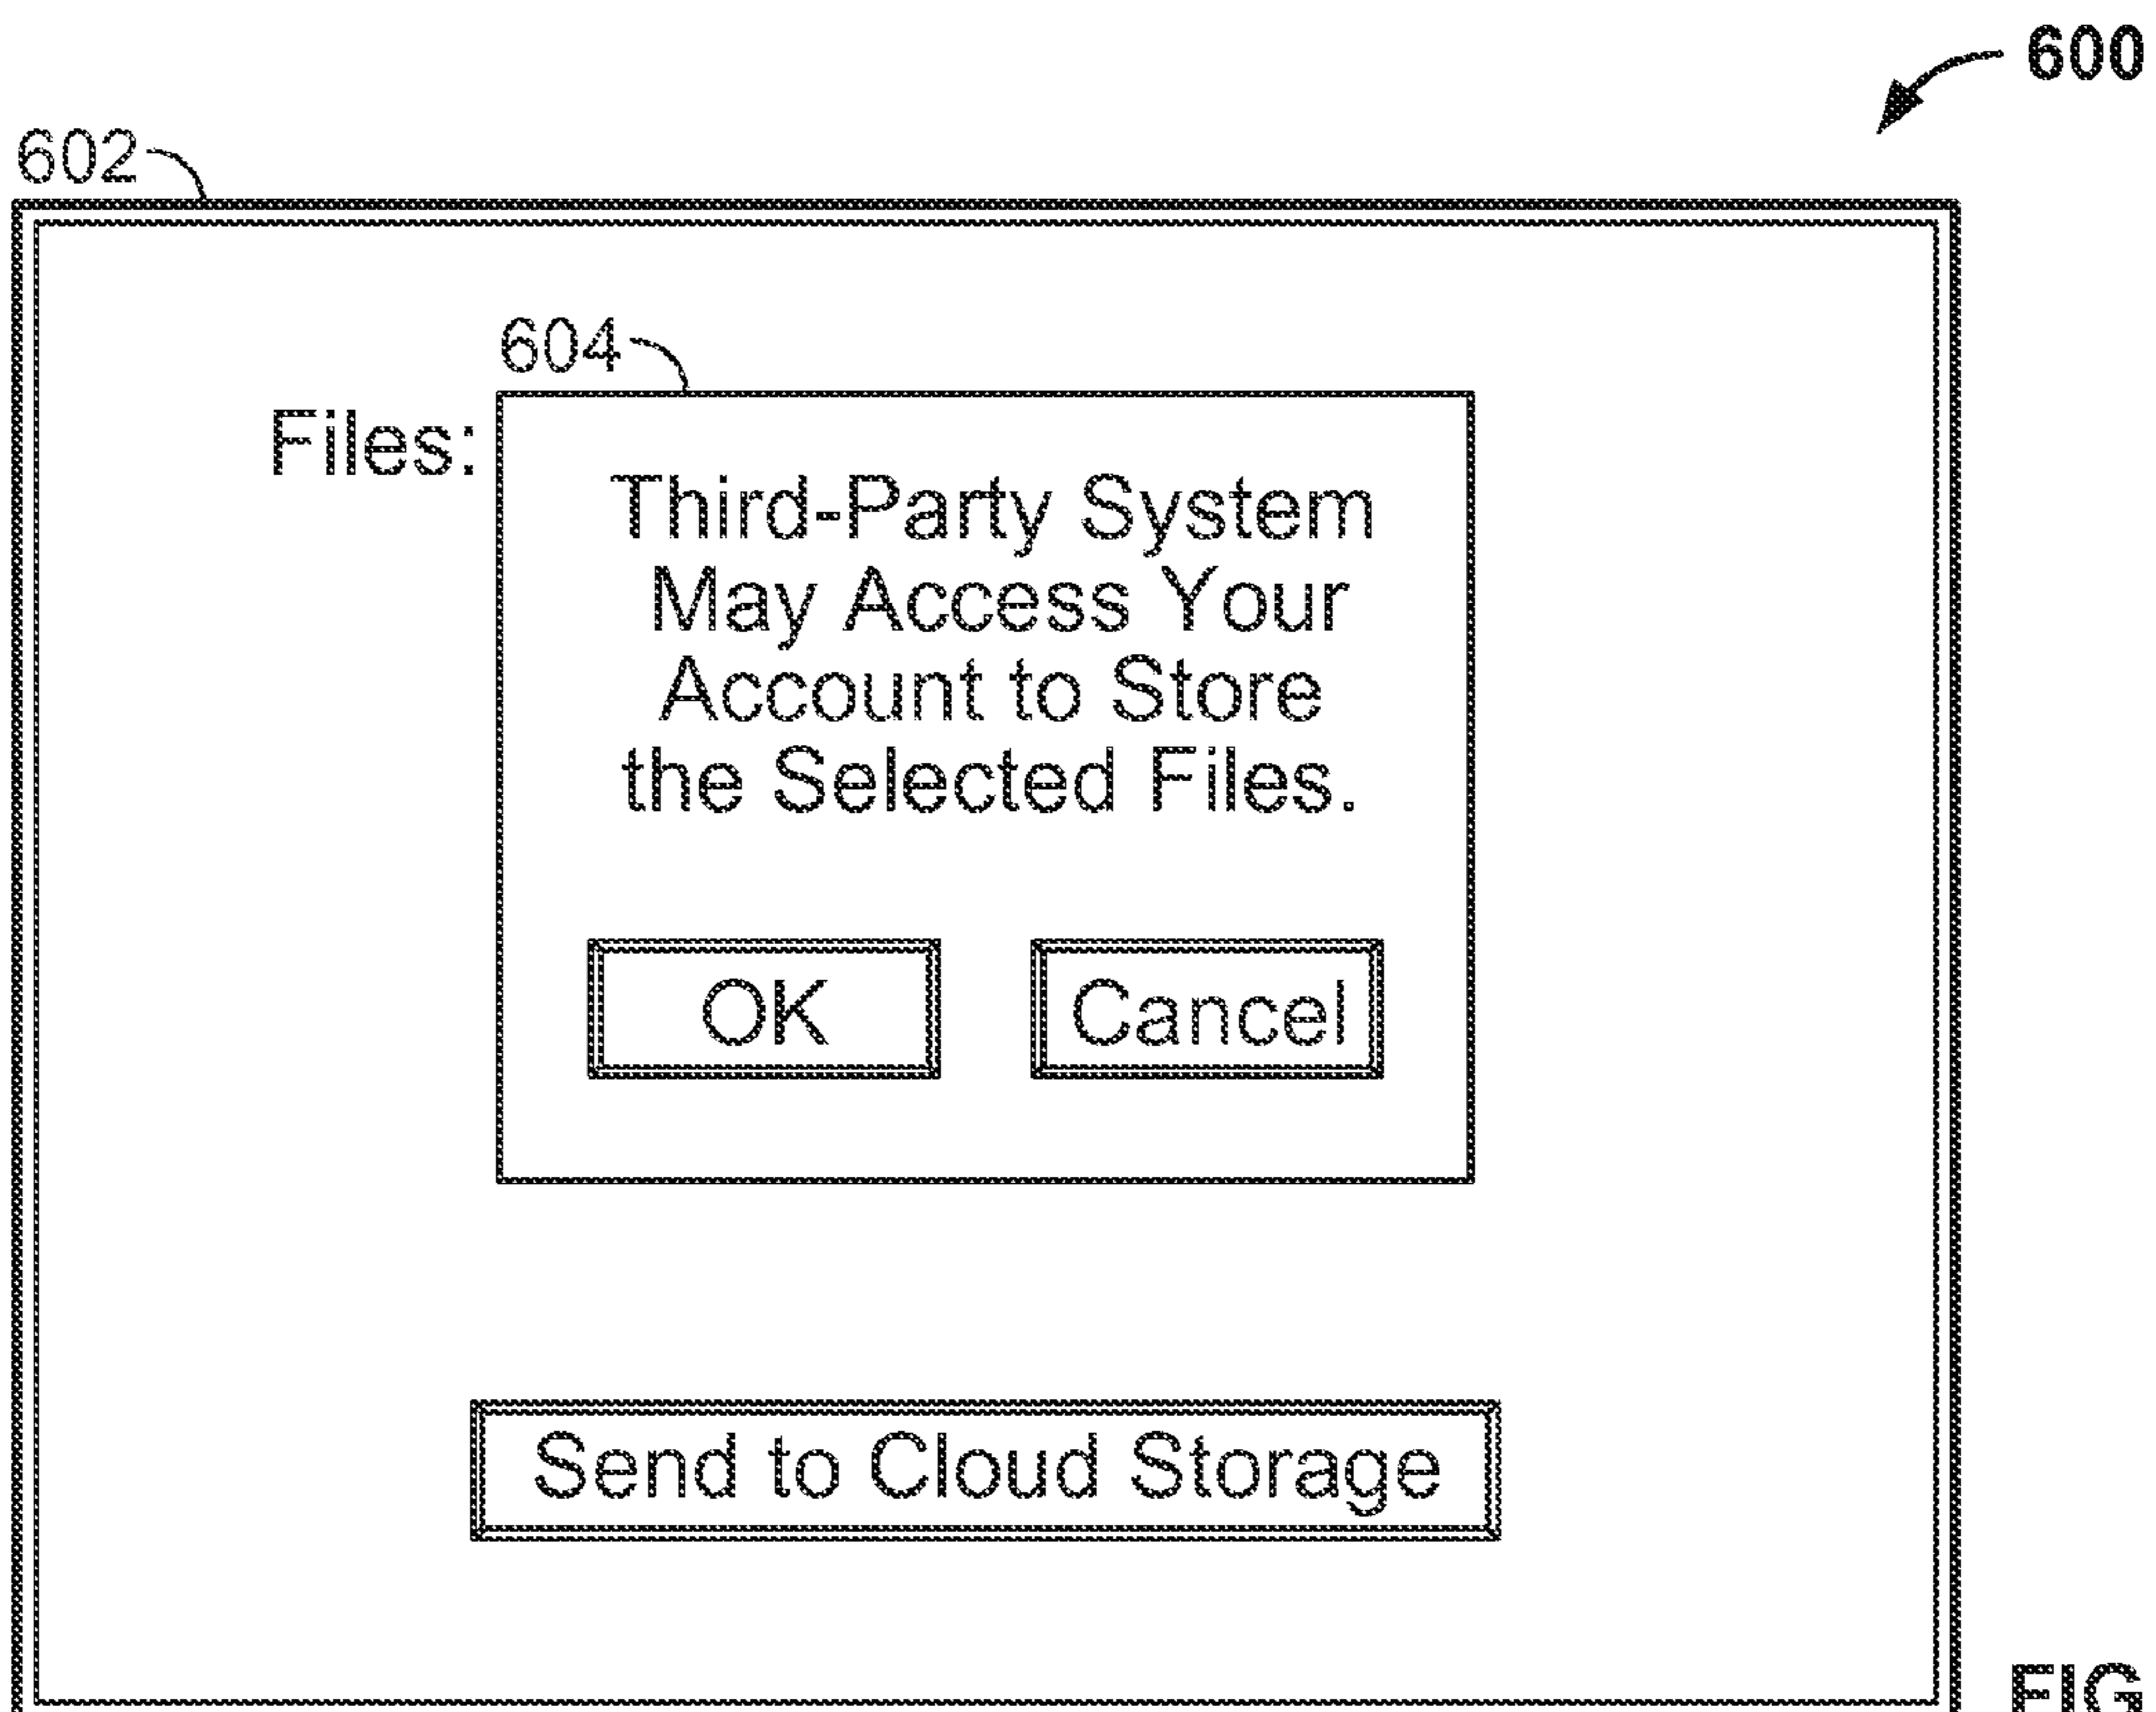 600
602
604
Files:
Third-Party System
May Access Your
Account to Store
the Selected Files.
OK
Cancel
Send to Cloud Storage
FIG